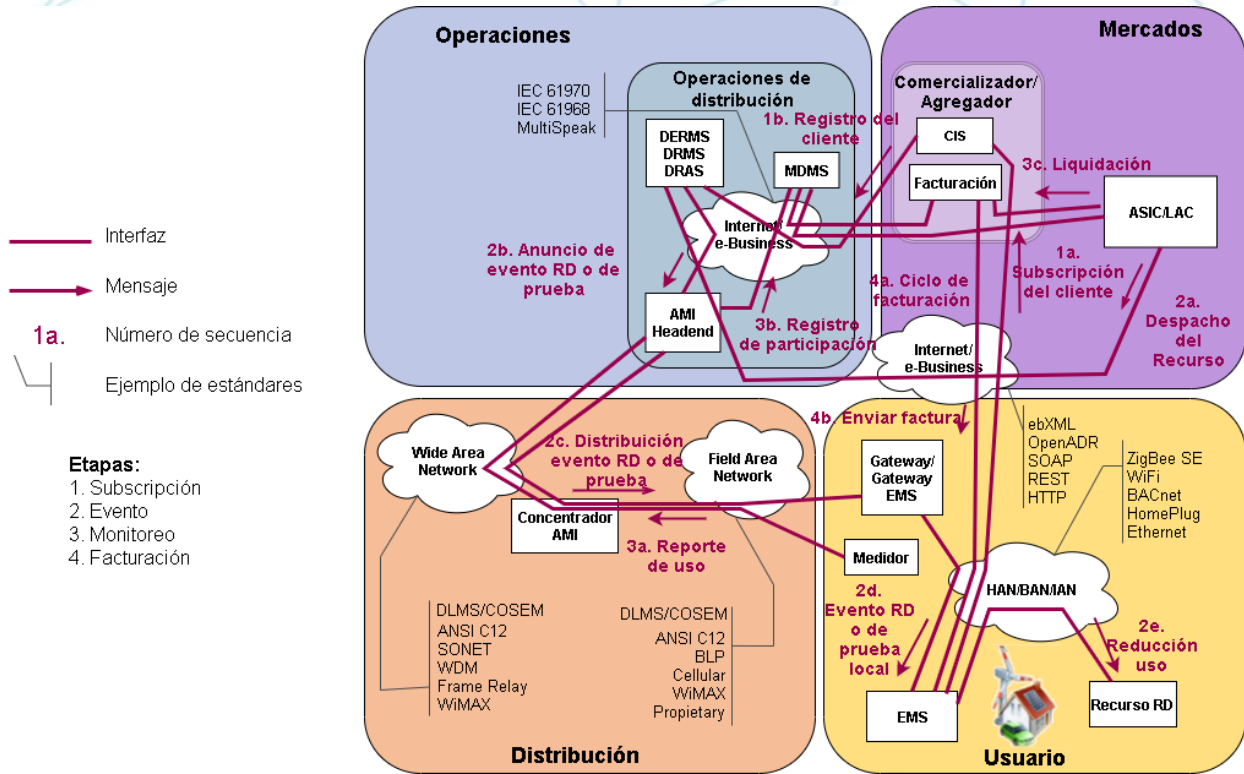 Operaciones
Mercados
IEC 61970
IEC 61968
MultiSpeak
Operaciones de
distribución
DERMS
DRMS
DRAS
MDMS
Internet/
e-Business
AMI
Headend
1b. Registro del
cliente
2b. Anuncio de
evento RD o de
prueba
3b. Registro
de participación
Comercializador/
Agregador
CIS
Facturación
3c. Liquidación
ASIC/LAC
1a.
Subscripción
del cliente
4a. Ciclo de
facturación
2a.
Despacho
del
Recurso
Internet/
e-Business
Interfaz
Mensaje
1a.
Número de secuencia
Ejemplo de estándares
Etapas:
1. Subscripción
2. Evento
3. Monitoreo
4. Facturación
Wide Area
Network
2c. Distribuición
evento RD o de
prueba
Field Area
Network
Concentrador
AMI
3a. Reporte
de uso
DLMS/COSEM
ANSI C12
SONET
WDM
Frame Relay
WiMAX
DLMS/COSEM
ANSI C12
BLP
Cellular
WiMAX
Propietary
Distribución
4b. Enviar factura
Gateway/
Gateway
EMS
Medidor
ebXML
OpenADR
SOAP
REST
HTTP
ZigBee SE
WiFi
BACnet
HomePlug
Ethernet
HAN/BAN/IAN
2d.
Evento RD
o de
prueba
local
2e.
Reducción
uso
EMS
Recurso RD
Usuario